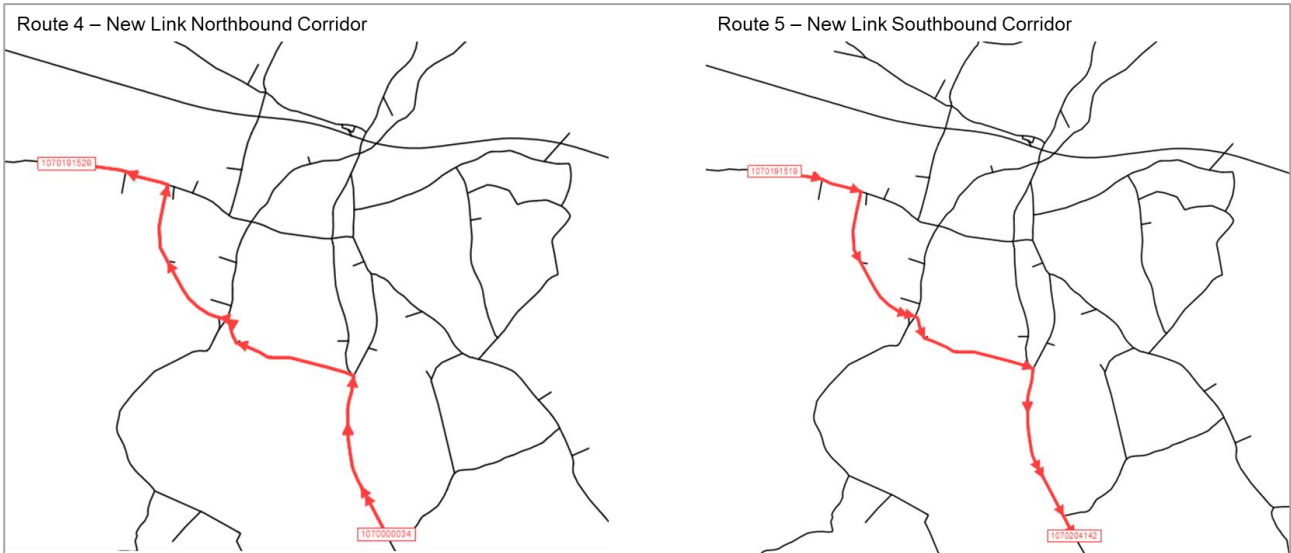 Route 4 – New Link Northbound Corridor
Route 5 – New Link Southbound Corridor
1070191529
1070191519
1070000034
1070204142